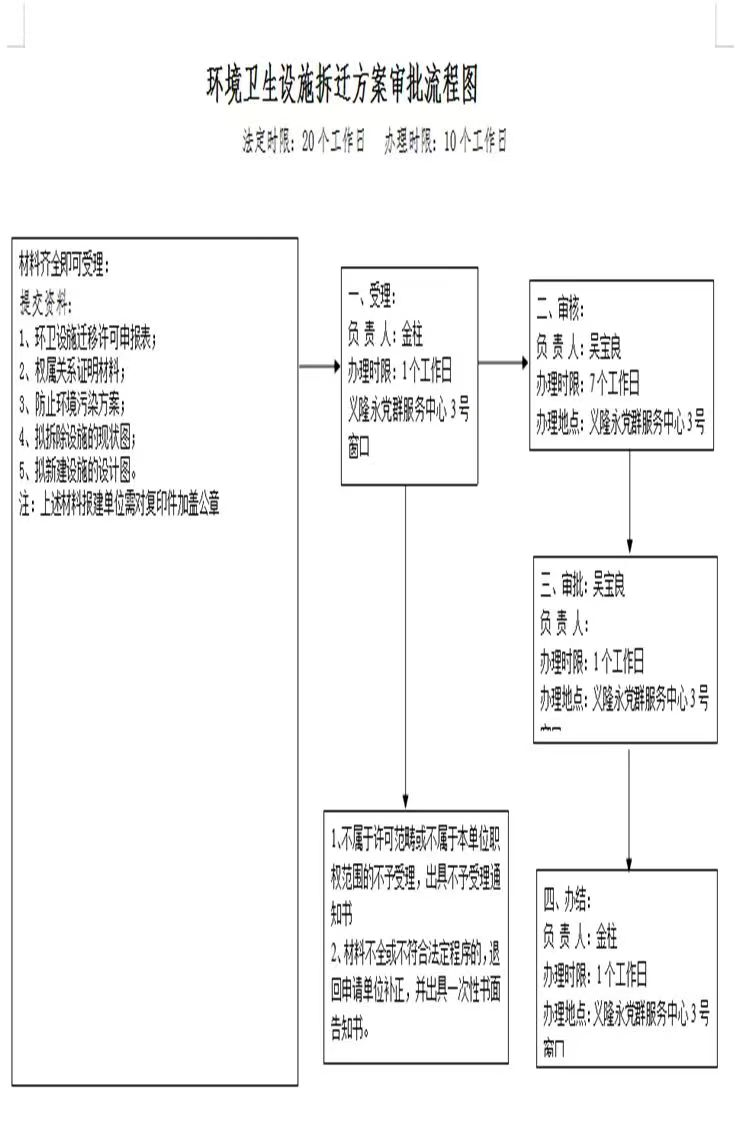 环境卫生设施拆迁方案审批流程图
法定时限：20个工作日 办理时限：10个工作日
材料齐全即可受理：
提交资料：
1、环卫设施迁移许可申报表；
2、权属关系证明材料；
3、防止环境污染方案；
4、拟拆除设施的现状图；
5、拟新建设施的设计图。
注：上述材料报建单位需对复印件加盖公章
一、受理：
负 责 人：金柱
办理时限：1个工作日
义隆永党群服务中心 3号
窗口
二、审核：
负 责 人：吴宝良
办理时限：7个工作日
办理地点：义隆永党群服务中心3号
三、审批：吴宝良
负 责 人：
办理时限：1个工作日
办理地点：义隆永党群服务中心3号
1、不属于许可范畴或不属于本单位职
权范围的不予受理，出具不予受理通
知书
2、材料不全或不符合法定程序的，退
回申请单位补正，并出具一次性书面
告知书。
四、办结：
负 责 人：金柱
办理时限：1个工作日
办理地点：义隆永党群服务中心3号
窗口